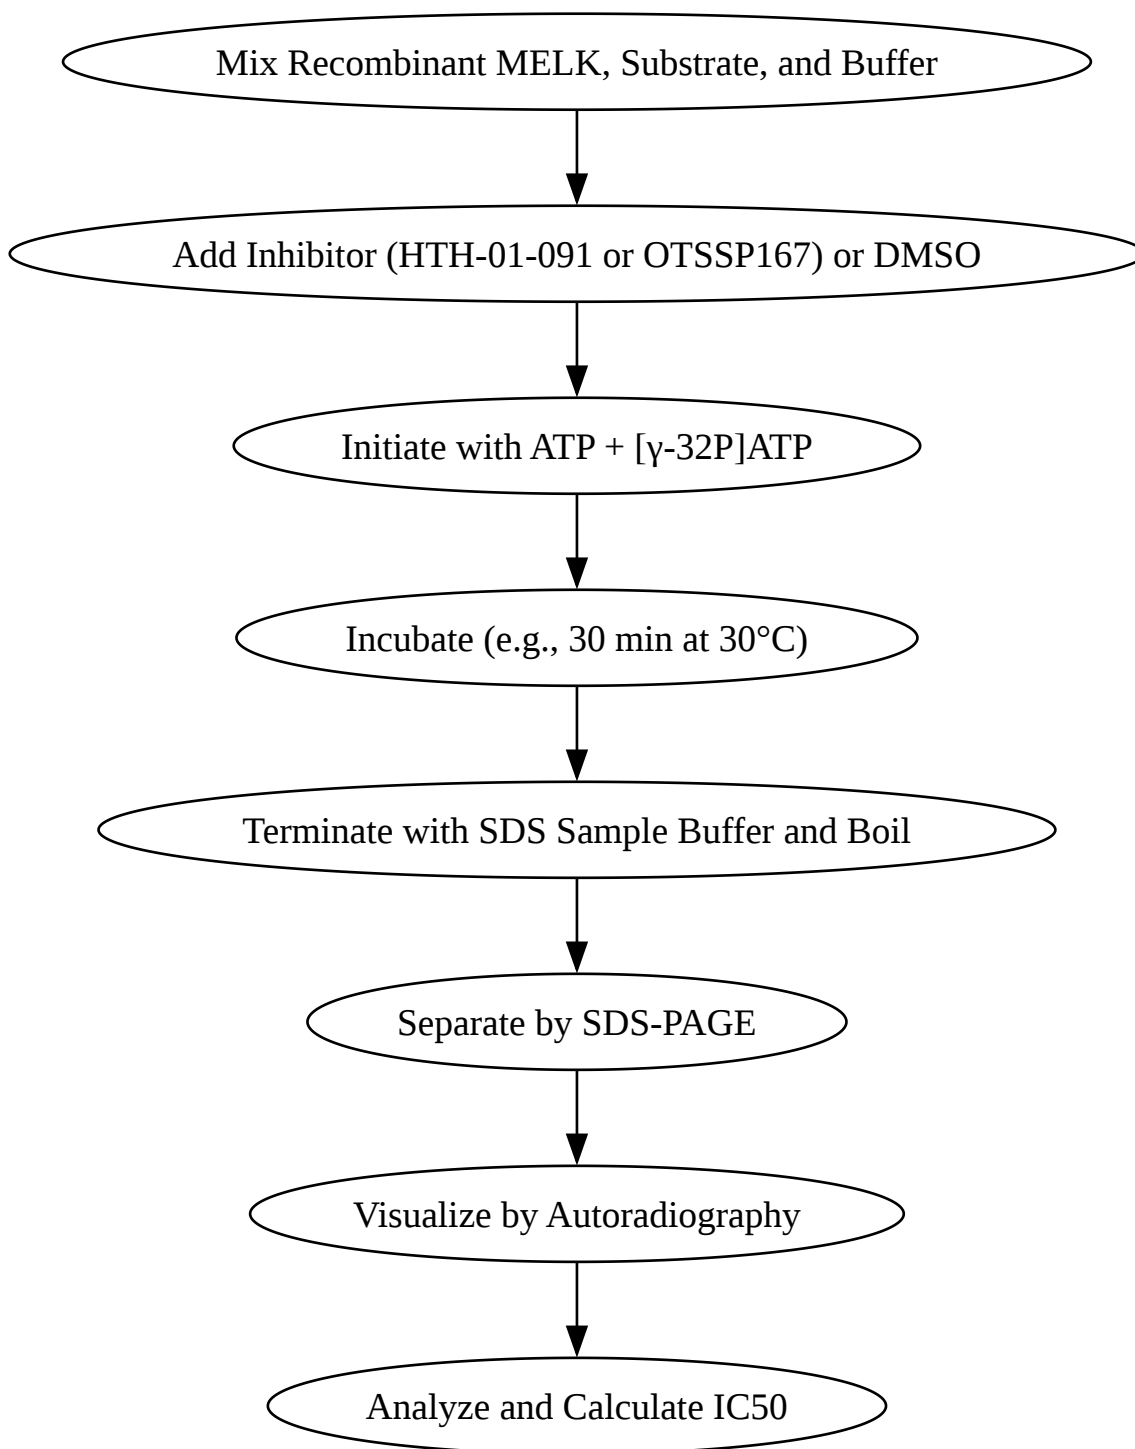 Mix Recombinant MELK, Substrate, and Buffer
Add Inhibitor (HTH-01-091 or OTSSP167) or DMSO
Initiate with ATP + [γ-32P]ATP
Incubate (e.g., 30 min at 30°C)
Terminate with SDS Sample Buffer and Boil
Separate by SDS-PAGE
Visualize by Autoradiography
Analyze and Calculate IC50